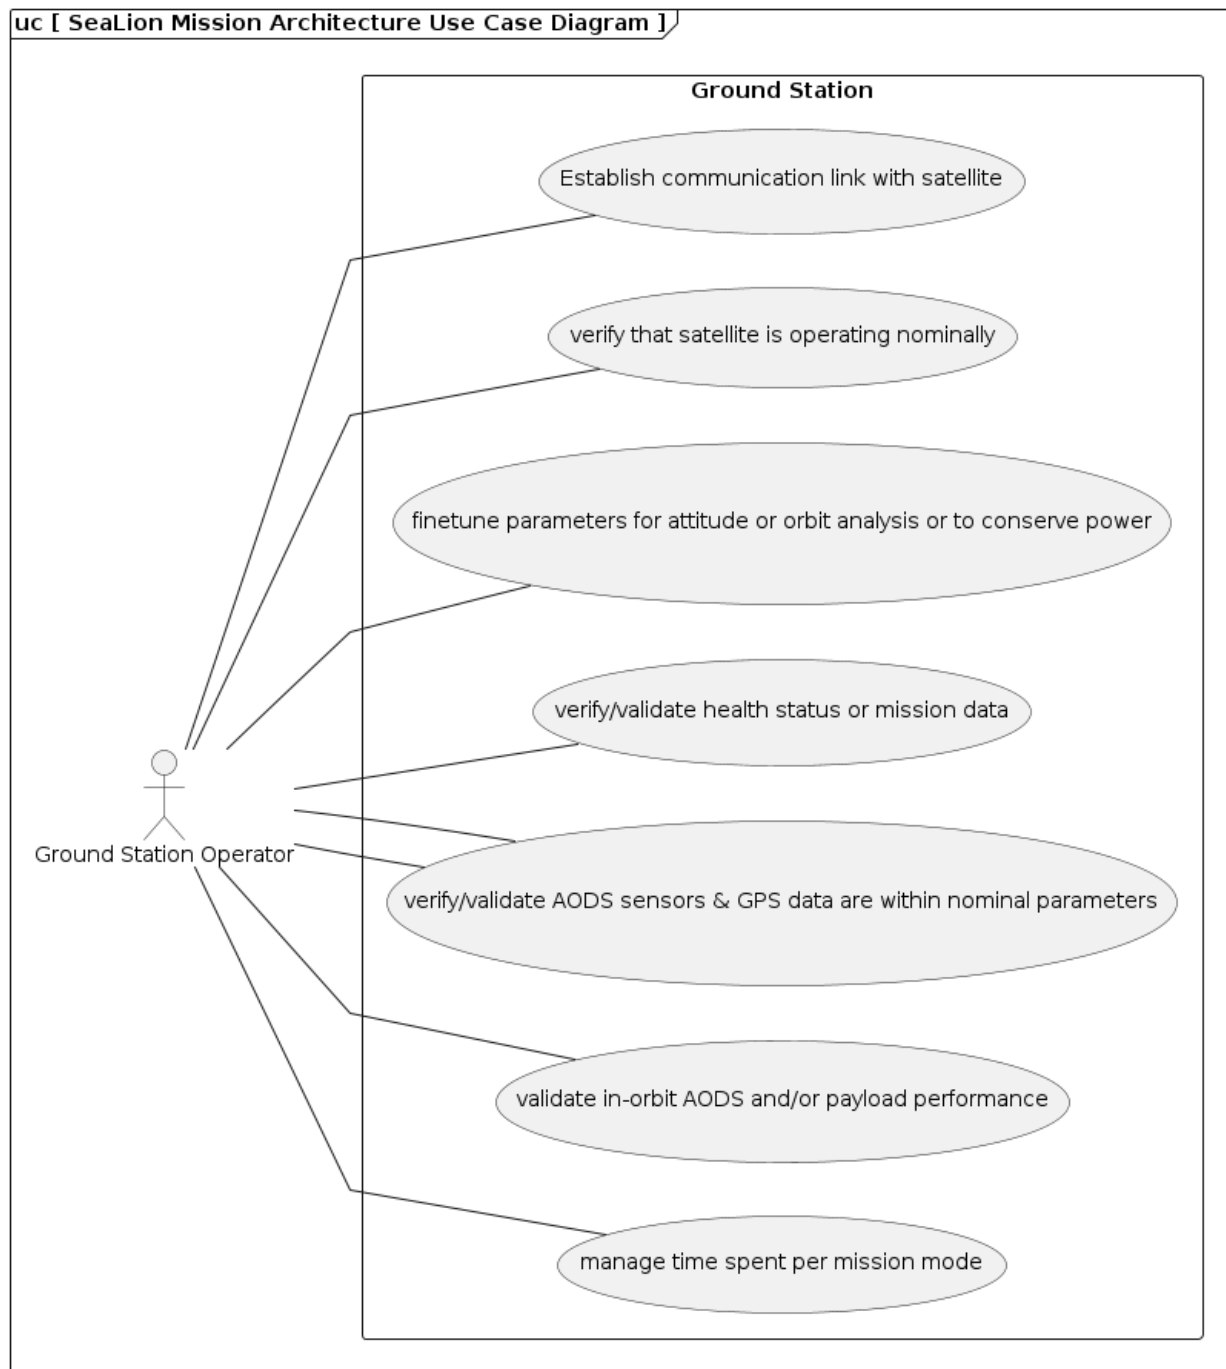 uc [ SeaLion Mission Architecture Use Case Diagram ]
Ground Station
Establish communication link with satellite
verify that satellite is operating nominally
finetune parameters for attitude or orbit analysis or to conserve power
verify/validate health status or mission data
Ground Station Operator
verify/validate AODS sensors & GPS data are within nominal parameters
validate in-orbit AODS and/or payload performance
manage time spent per mission mode